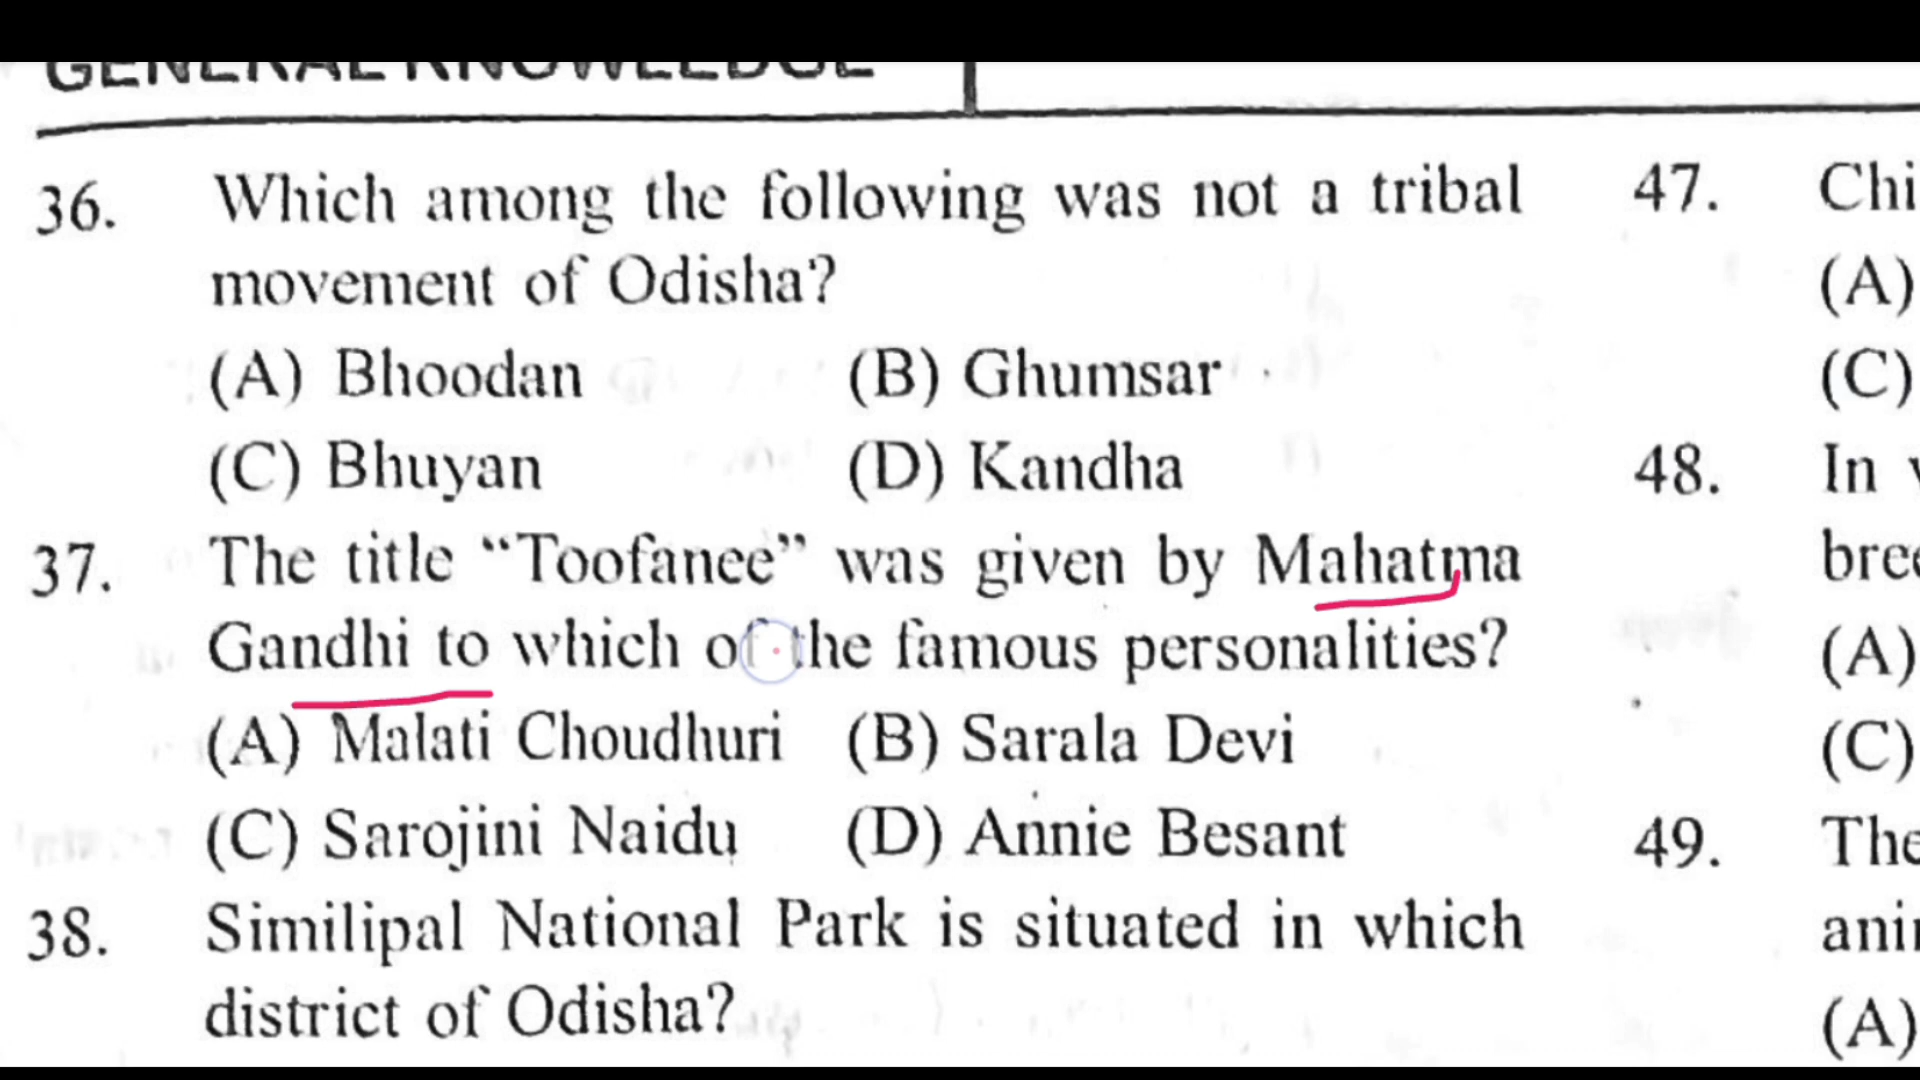 GENERAL KNOWLEDGE
36. Which among the following was not a tribal
movement of Odisha?
(A) Bhoodan (B) Ghumsar
(C) Bhuyan (D) Kandha
37. The title “Toofanee” was given by Mahatma
Gandhi to which of the famous personalities?
(A) Malati Choudhuri (B) Sarala Devi
(C) Sarojini Naidu (D) Annie Besant
38. Similipal National Park is situated in which
district of Odisha?
47. Chi
(A)
(C)
48. In
(A)
(C)
49. The
(A)